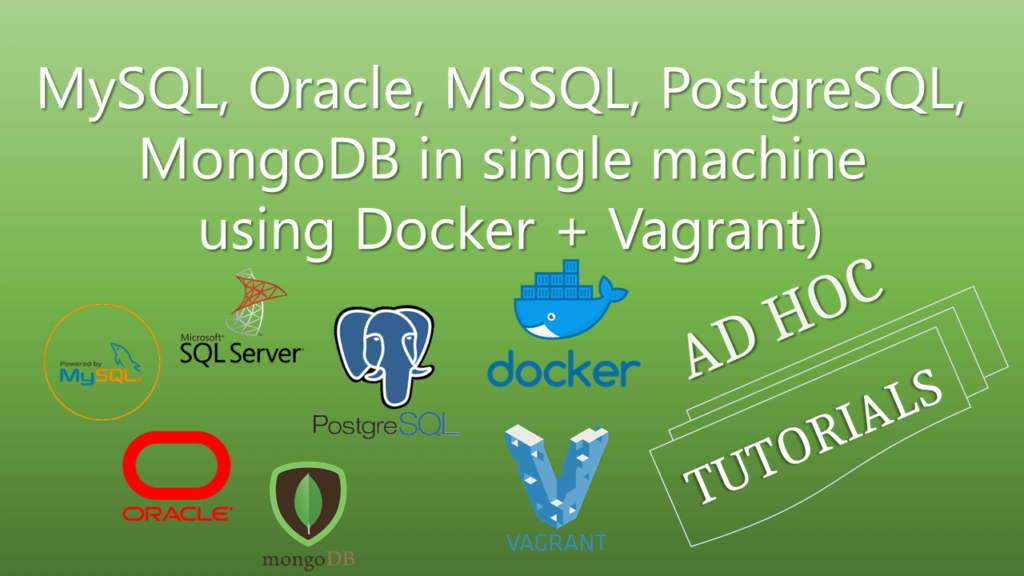 MySQL, Oracle, MSSQL, PostgreSQL,
MongoDB in single machine
using Docker + Vagrant)
AD HOC
TUTORIALS
Powered by
MySQL®
Microsoft®
SQL Server®
PostgreSQL
docker
ORACLE®
mongoDB
VAGRANT